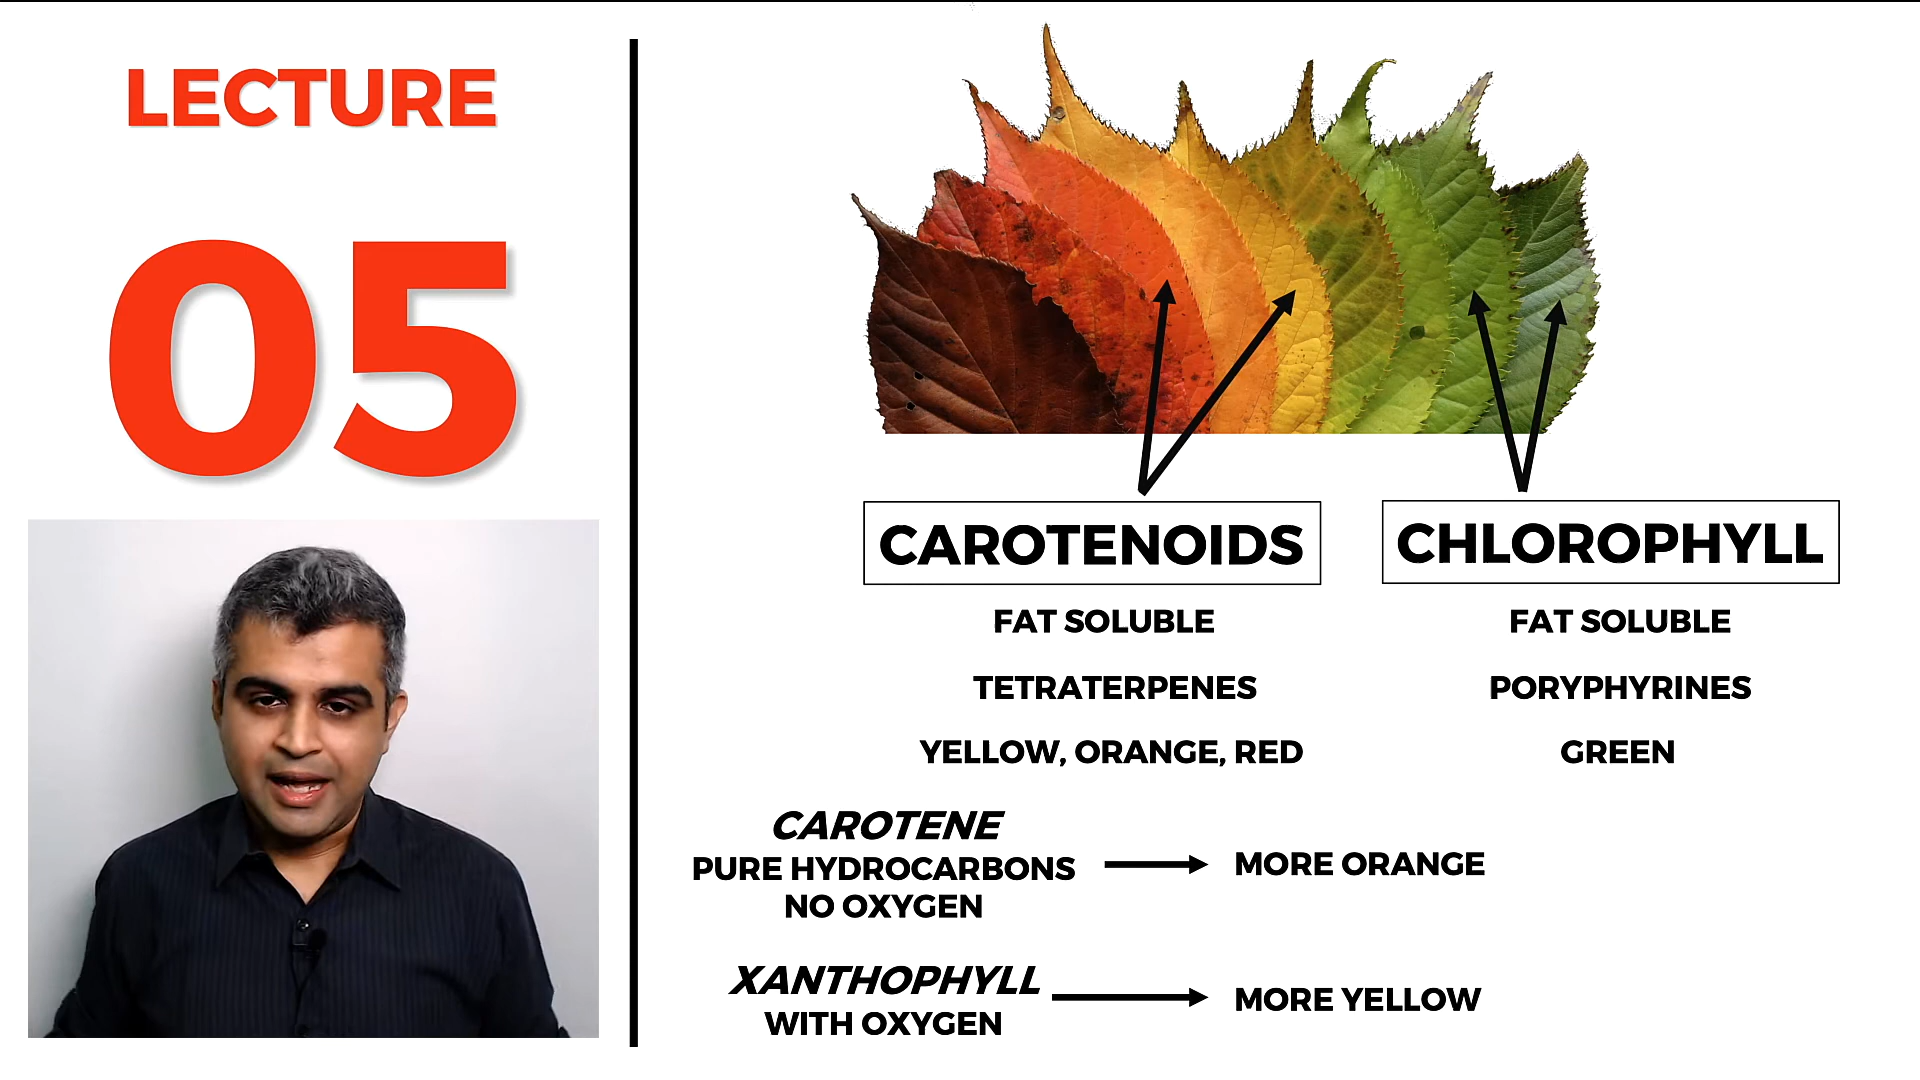 LECTURE
05
CAROTENOIDS
FAT SOLUBLE
TETRATERPENES
YELLOW, ORANGE, RED
CHLOROPHYLL
FAT SOLUBLE
PORYPHYRINES
GREEN
CAROTENE
PURE HYDROCARBONS
NO OXYGEN
MORE ORANGE
XANTHOPHYLL
WITH OXYGEN
MORE YELLOW